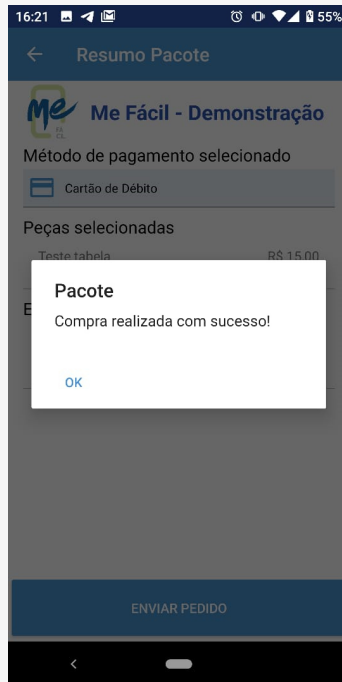 16:21
55%
Resumo Pacote
Me Fácil - Demonstração
Método de pagamento selecionado
Cartão de Débito
Peças selecionadas
Teste tabela R$ 15,00
E
Pacote
Compra realizada com sucesso!
OK
ENVIAR PEDIDO